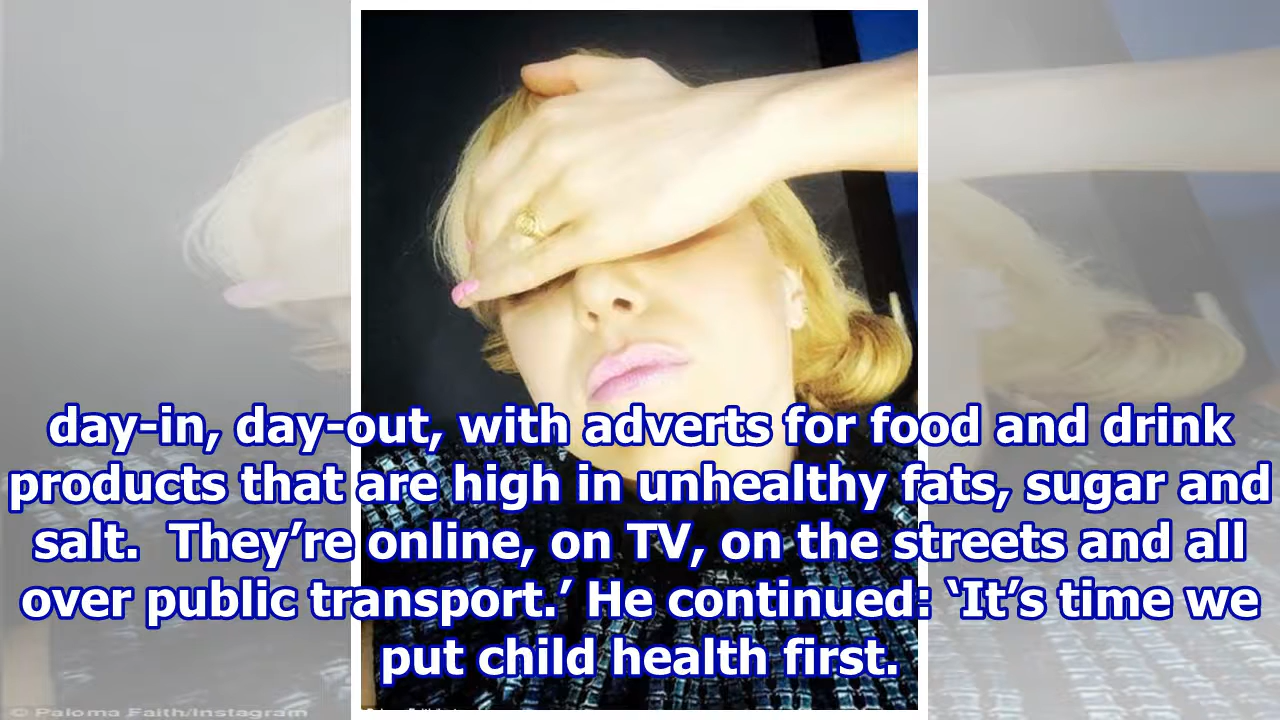 day-in, day-out, with adverts for food and drink
products that are high in unhealthy fats, sugar and
salt.  They’re online, on TV, on the streets and all
over public transport.’ He continued: ‘It’s time we
put child health first.
© Paloma Faith/Instagram